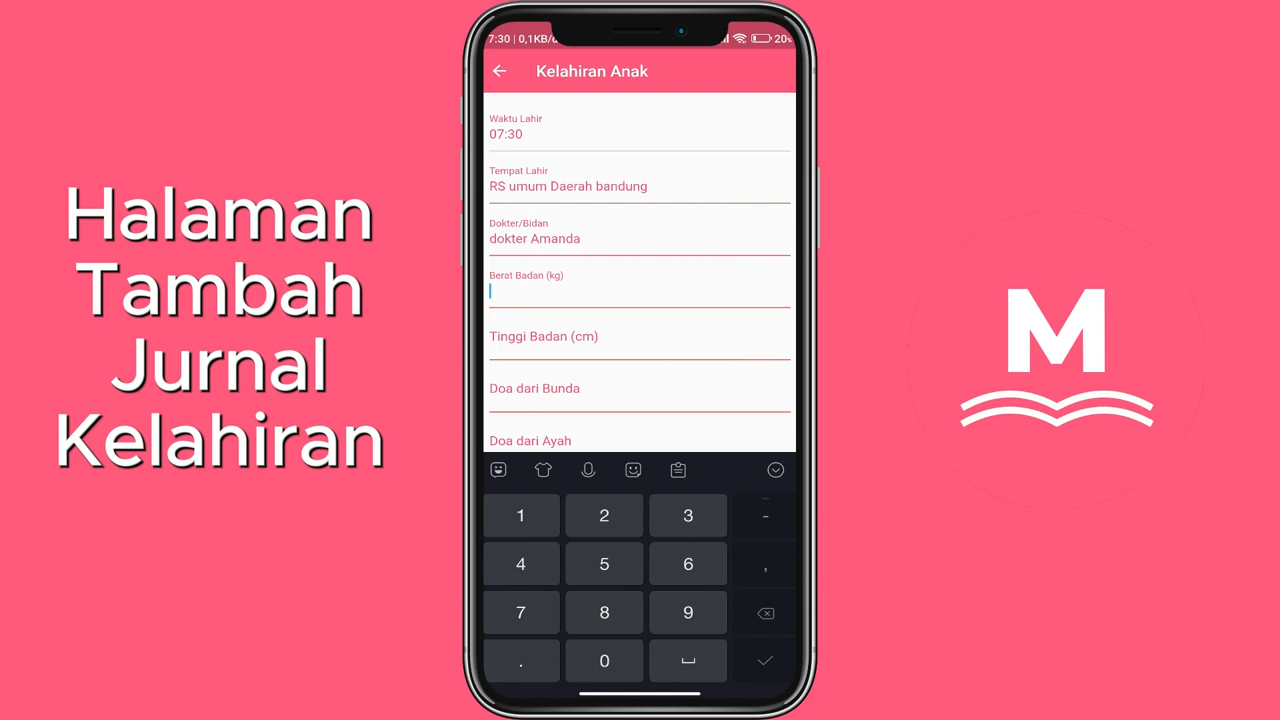 Halaman
Tambah
Jurnal
Kelahiran
7:30 | 0,1KB/
20
Kelahiran Anak
Waktu Lahir
07:30
Tempat Lahir
RS umum Daerah bandung
Dokter/Bidan
dokter Amanda
Berat Badan (kg)
Tinggi Badan (cm)
Doa dari Bunda
Doa dari Ayah
1 2 3 -
4 5 6 ,
7 8 9
. 0
M